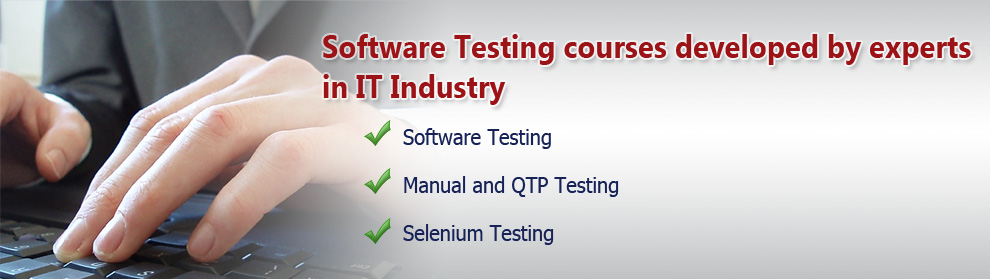 Software Testing courses developed by experts
in IT Industry
Software Testing
Manual and QTP Testing
Selenium Testing